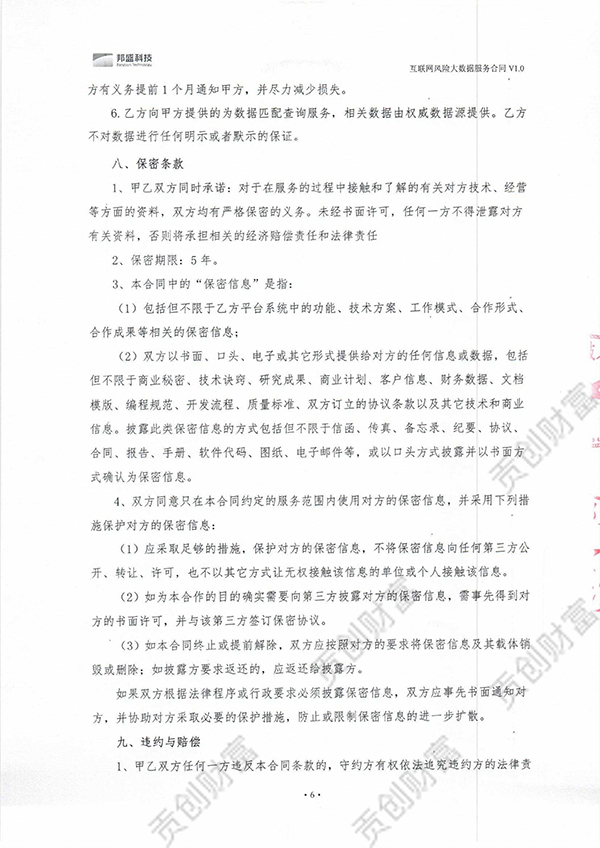 邦盛科技
互联网风险大数据服务合同 V1.0
方有义务提前 1 个月通知甲方，并尽力减少损失。
6.乙方向甲方提供的为数据匹配查询服务，相关数据由权威数据源提供。乙方
不对数据进行任何明示或者默示的保证。
八、保密条款
1、甲乙双方同时承诺：对于在服务的过程中接触和了解的有关对方技术、经营
等方面的资料，双方均有严格保密的义务。未经书面许可，任何一方不得泄露对方
有关资料，否则将承担相关的经济赔偿责任和法律责任
2、保密期限：5 年。
3、本合同中的“保密信息”是指：
（1）包括但不限于乙方平台系统中的功能、技术方案、工作模式、合作形式、
合作成果等相关的保密信息；
（2）双方以书面、口头、电子或其它形式提供给对方的任何信息或数据，包括
但不限于商业秘密、技术诀窍、研究成果、商业计划、客户信息、财务数据、文档
模版、编程规范、开发流程、质量标准、双方订立的协议条款以及其它技术和商业
信息。披露此类保密信息的方式包括但不限于信函、传真、备忘录、纪要、协议、
合同、报告、手册、软件代码、图纸、电子邮件等，或以口头方式披露并以书面方
式确认为保密信息。
4、双方同意只在本合同约定的服务范围内使用对方的保密信息，并采用下列措
施保护对方的保密信息：
（1）应采取足够的措施，保护对方的保密信息，不将保密信息向任何第三方公
开、转让、许可，也不以其它方式让无权接触该信息的单位或个人接触该信息。
（2）如为本合作的目的确实需要向第三方披露对方的保密信息，需事先得到对
方的书面许可，并与该第三方签订保密协议。
（3）如本合同终止或提前解除，双方应按照对方的要求将保密信息及其载体销
毁或删除；如披露方要求返还的，应返还给披露方。
如果双方根据法律程序或行政要求必须披露保密信息，双方应事先书面通知对
方，并协助对方采取必要的保护措施，防止或限制保密信息的进一步扩散。
九、违约与赔偿
1、甲乙双方任何一方违反本合同条款的，守约方有权依法追究违约方的法律责
·6·
贡创财富
贡创财富
贡创财富
贡创财富